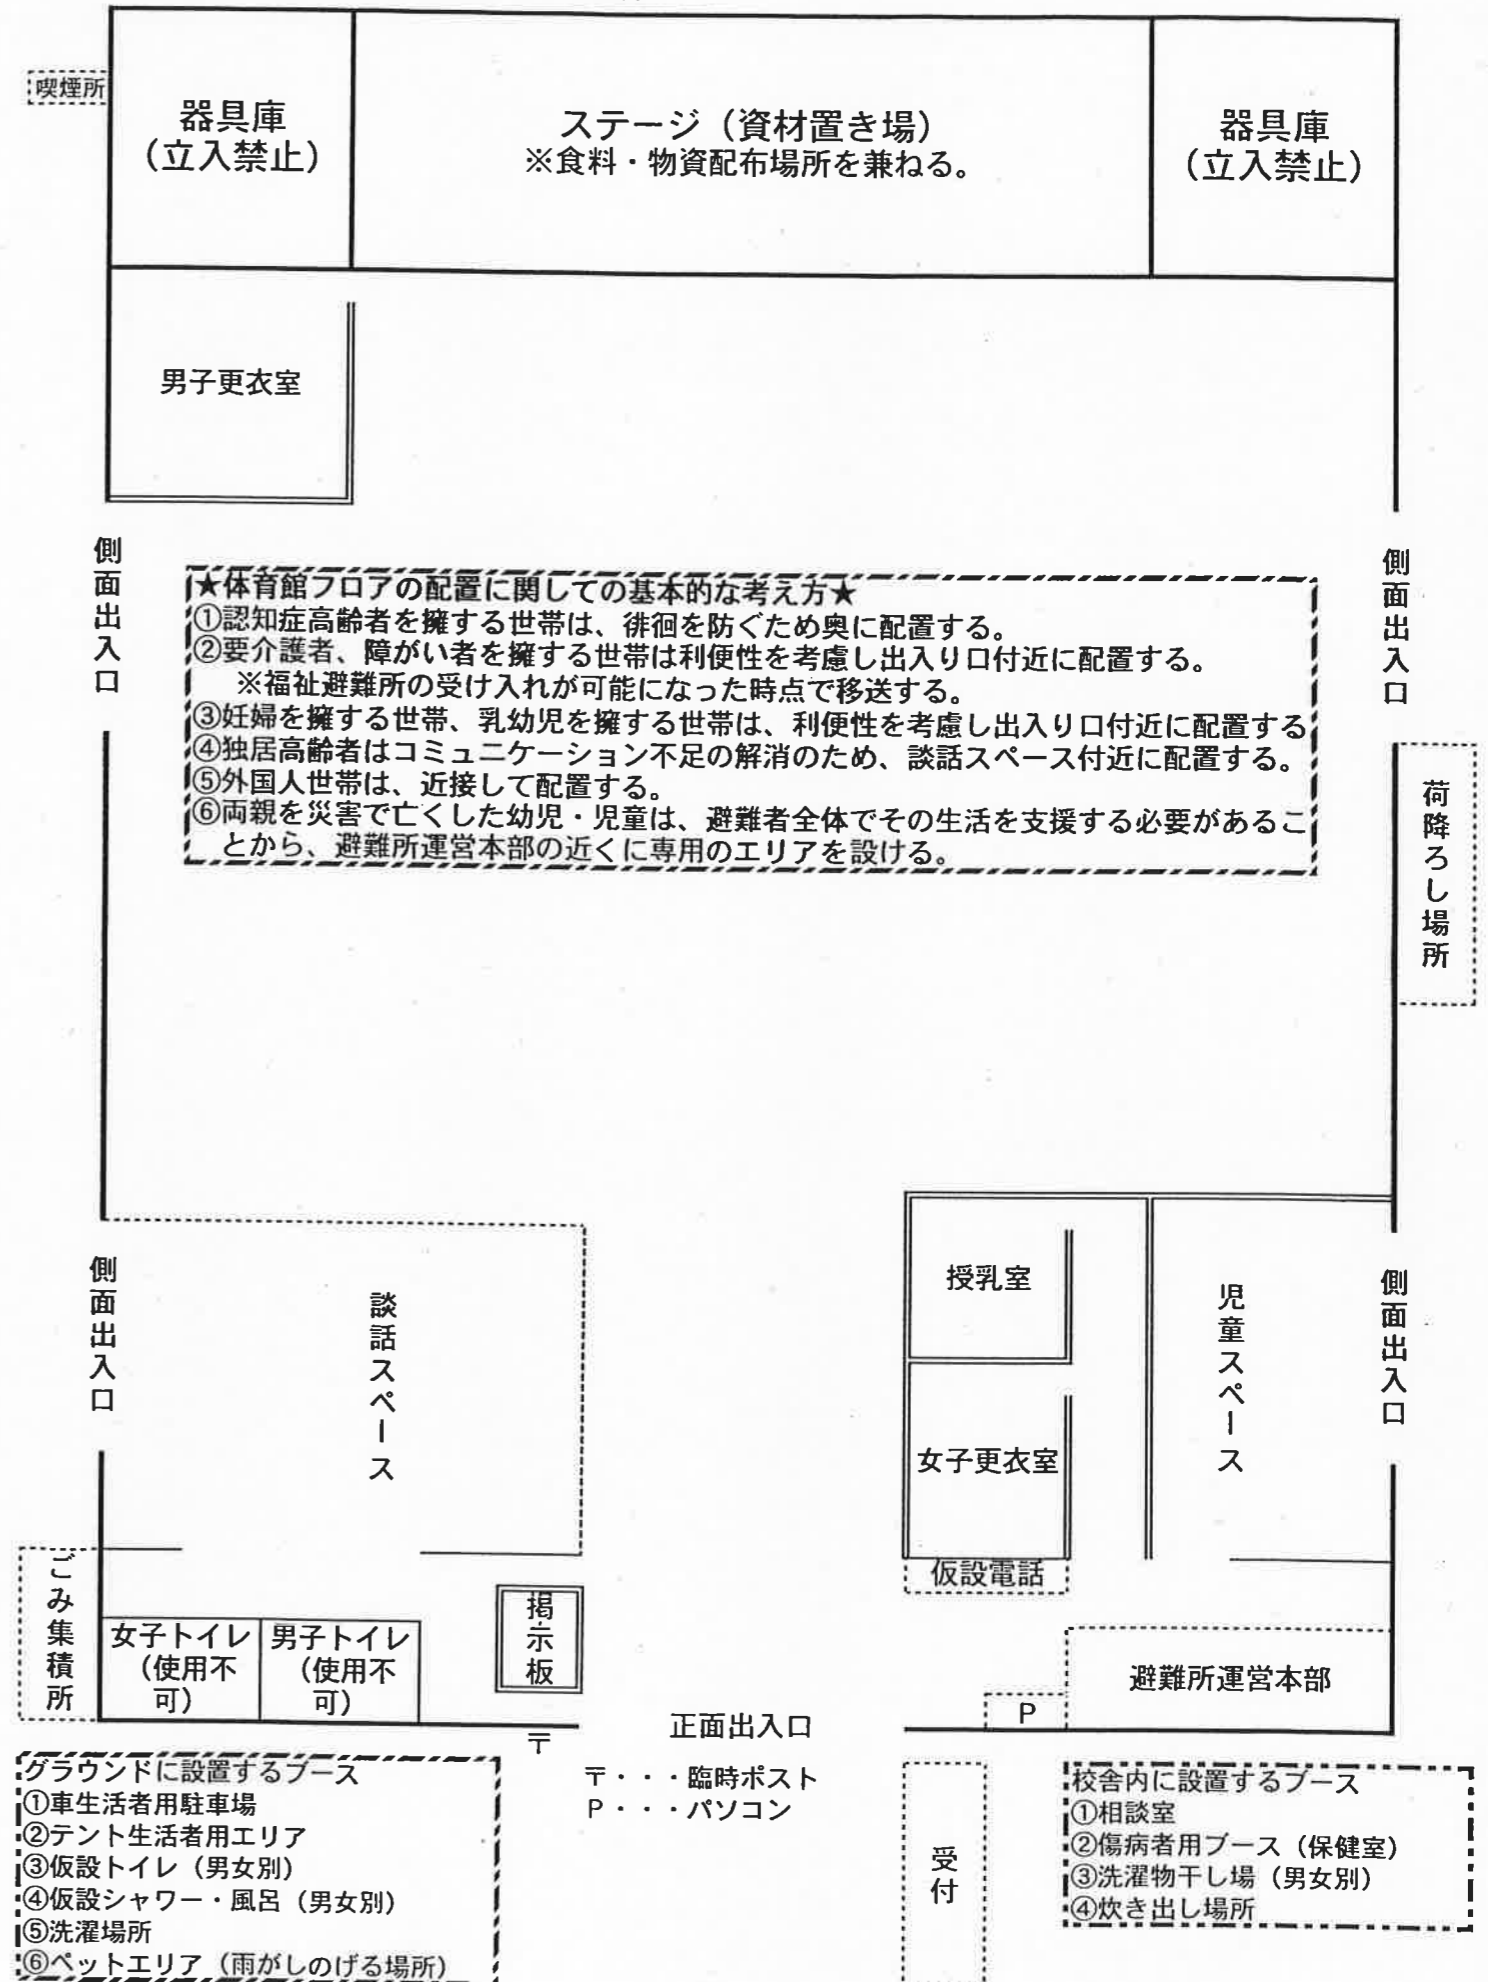 喫煙所
器具庫
（立入禁止）
ステージ（資材置き場）
※食料・物資配布場所を兼ねる。
器具庫
（立入禁止）
男子更衣室
側面出入口
側面出入口
★体育館フロアの配置に関しての基本的な考え方★
①認知症高齢者を擁する世帯は、徘徊を防ぐため奥に配置する。
②要介護者、障がい者を擁する世帯は利便性を考慮し出入り口付近に配置する。
※福祉避難所の受け入れが可能になった時点で移送する。
③妊婦を擁する世帯、乳幼児を擁する世帯は、利便性を考慮し出入り口付近に配置する
④独居高齢者はコミュニケーション不足の解消のため、談話スペース付近に配置する。
⑤外国人世帯は、近接して配置する。
⑥両親を災害で亡くした幼児・児童は、避難者全体でその生活を支援する必要があるこ
とから、避難所運営本部の近くに専用のエリアを設ける。
荷降ろし場所
側面出入口
談話スペース
授乳室
児童スペース
側面出入口
女子更衣室
仮設電話
ごみ集積所
女子トイレ
（使用不
可）
男子トイレ
（使用不
可）
掲示板
避難所運営本部
P
正面出入口
〒
〒・・・臨時ポスト
P・・・パソコン
グラウンドに設置するブース
①車生活者用駐車場
②テント生活者用エリア
③仮設トイレ（男女別）
④仮設シャワー・風呂（男女別）
⑤洗濯場所
⑥ペットエリア（雨がしのげる場所）
受付
校舎内に設置するブース
①相談室
②傷病者用ブース（保健室）
③洗濯物干し場（男女別）
④炊き出し場所